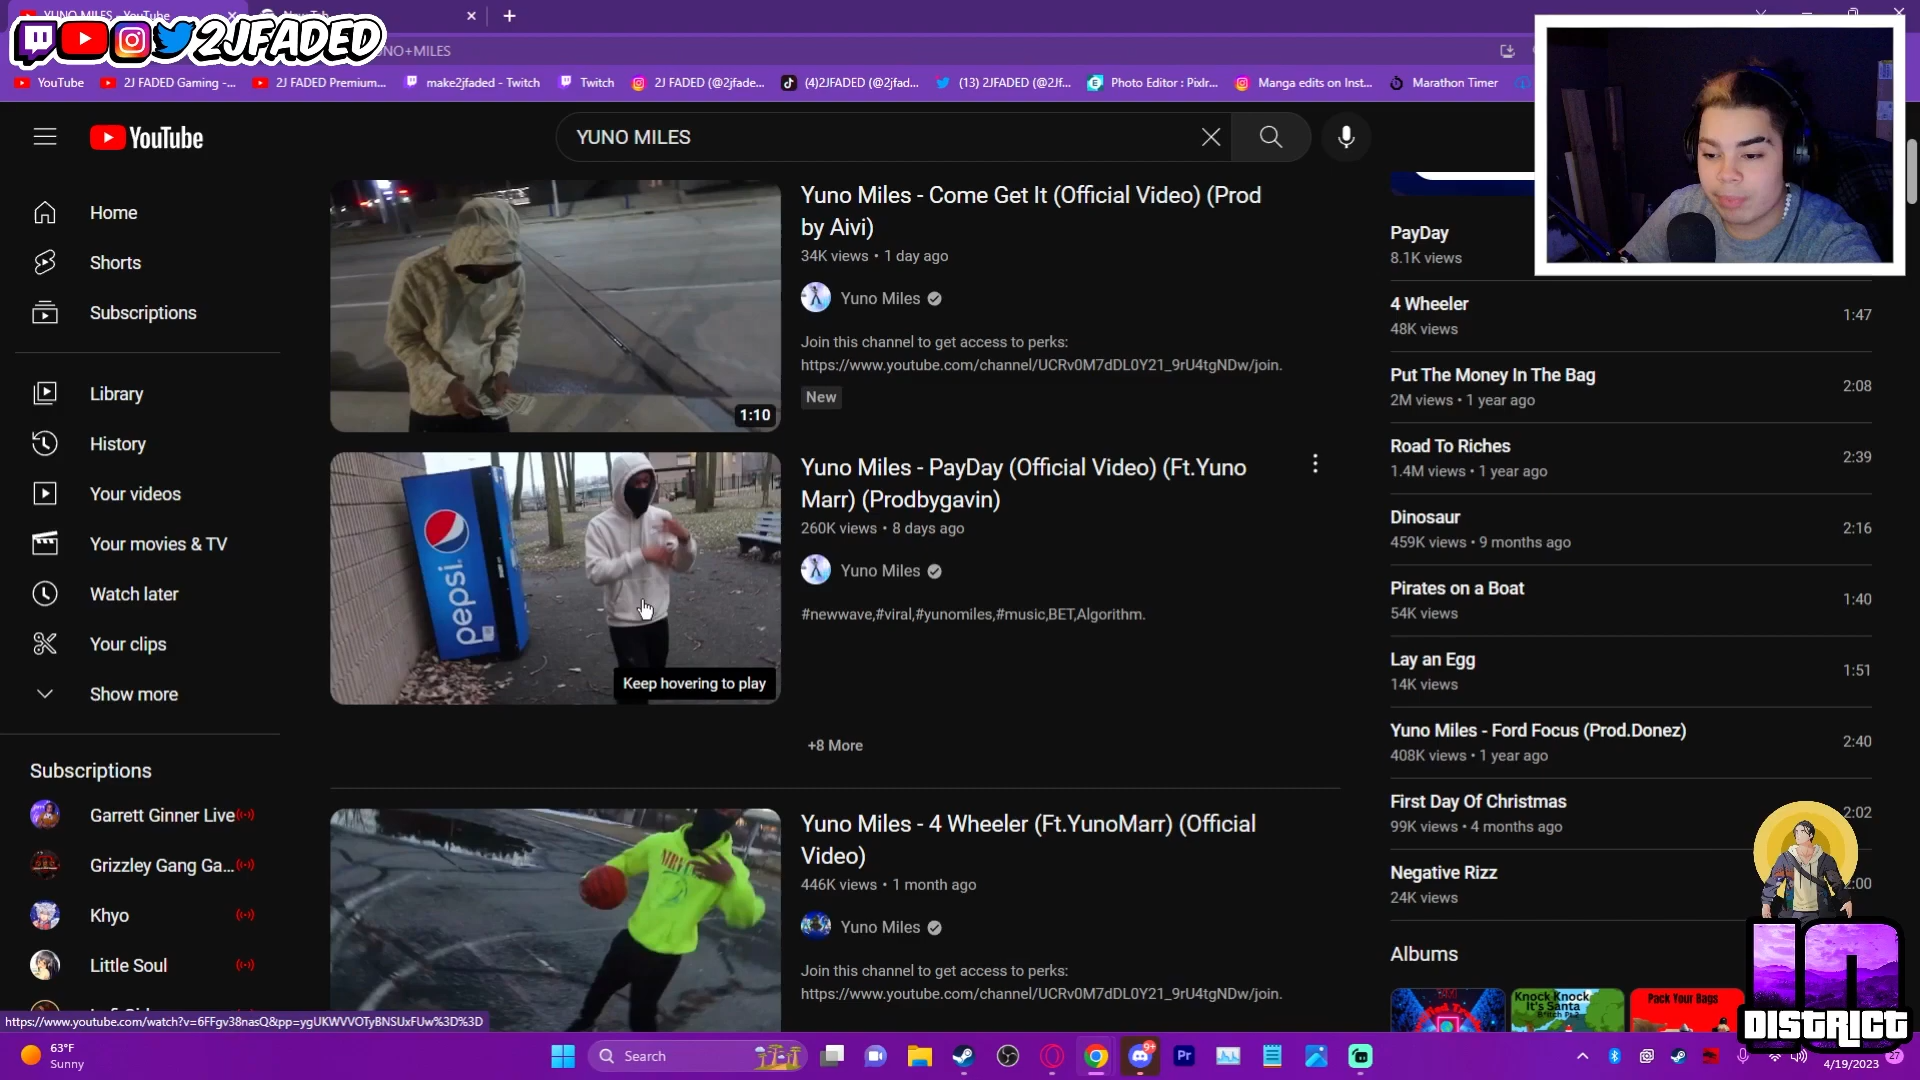 YUNO MILES - YouTube
2JFADED
UNO+MILES
YouTube
2J FADED Gaming -...
2J FADED Premium...
make2jfaded - Twitch
Twitch
2J FADED (@2jfade...
(4)2JFADED (@2jfad...
(13) 2JFADED (@2Jf...
Photo Editor : Pixlr...
Manga edits on Inst...
Marathon Timer
YouTube
YUNO MILES
Home
Shorts
Subscriptions
Library
History
Your videos
Your movies & TV
Watch later
Your clips
Show more
Subscriptions
Garrett Ginner Live
Grizzley Gang Ga...
Khyo
Little Soul
1:10
Yuno Miles - Come Get It (Official Video) (Prod
by Aivi)
34K views • 1 day ago
Yuno Miles
Join this channel to get access to perks:
https://www.youtube.com/channel/UCRv0M7dDL0Y21_9rU4tgNDw/join.
New
pepsi
Keep hovering to play
Yuno Miles - PayDay (Official Video) (Ft.Yuno
Marr) (Prodbygavin)
260K views • 8 days ago
Yuno Miles
#newwave,#viral,#yunomiles,#music,BET,Algorithm.
+8 More
Yuno Miles - 4 Wheeler (Ft.YunoMarr) (Official
Video)
446K views • 1 month ago
Yuno Miles
Join this channel to get access to perks:
https://www.youtube.com/channel/UCRv0M7dDL0Y21_9rU4tgNDw/join.
PayDay
8.1K views
4 Wheeler
48K views
1:47
Put The Money In The Bag
2M views • 1 year ago
2:08
Road To Riches
1.4M views • 1 year ago
2:39
Dinosaur
459K views • 9 months ago
2:16
Pirates on a Boat
54K views
1:40
Lay an Egg
14K views
1:51
Yuno Miles - Ford Focus (Prod.Donez)
408K views • 1 year ago
2:40
First Day Of Christmas
99K views • 4 months ago
2:02
Negative Rizz
24K views
2:00
Albums
Knock Knock
It's Santa
Pack Your Bags
DISTRICT
https://www.youtube.com/watch?v=6FFgv38nasQ&pp=ygUKWVVOTyBNSUxFUw%3D%3D
63°F
Sunny
Search
9+
Pr
4/19/2023
27